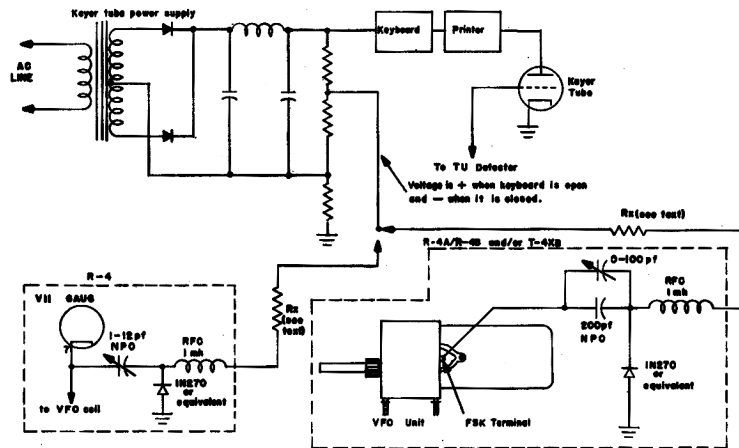 Keyer tube power supply
AC
LINE
Keyboard
Printer
Keyer
Tube
To TU Detector
Voltage is + when keyboard is open
and — when it is closed.
Rx(see text)
R-4A/R-4B and/or T-4XB
0-100pf
RFC
1mh
200pf
NPO
IN270
or
equivalent
VFO Unit
FSK Terminal
R-4
V11 6AU6
7
1-12pf
NPO
RFC
1mh
IN270
or
equivalent
to VFO coil
Rx
(see
text)